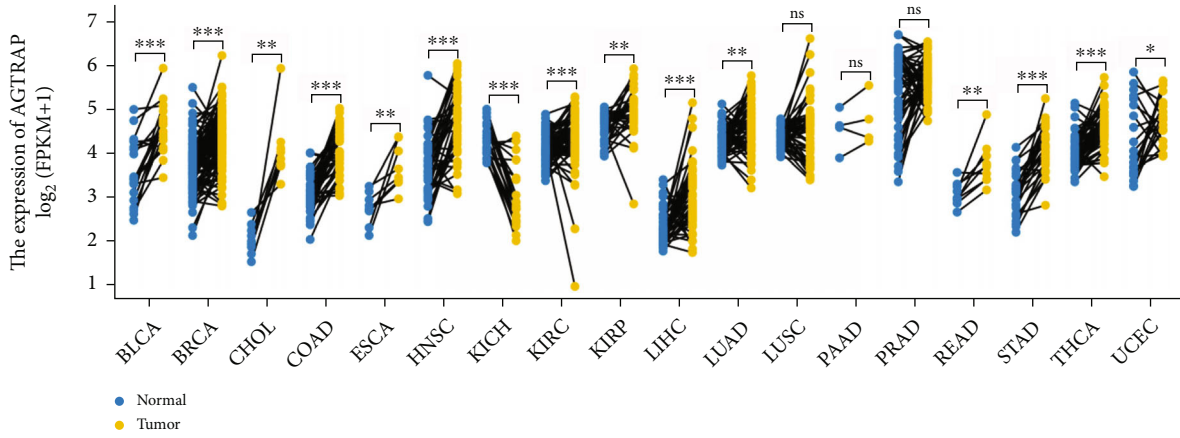 The expression of AGTRAP
log₂ (FPKM+1)
7
6
5
4
3
2
1
***
***
**
***
**
***
***
***
**
***
**
ns
ns
ns
**
***
***
*
BLCA
BRCA
CHOL
COAD
ESCA
HNSC
KICH
KIRC
KIRP
LIHC
LUAD
LUSC
PAAD
PRAD
READ
STAD
THCA
UCEC
Normal
Tumor